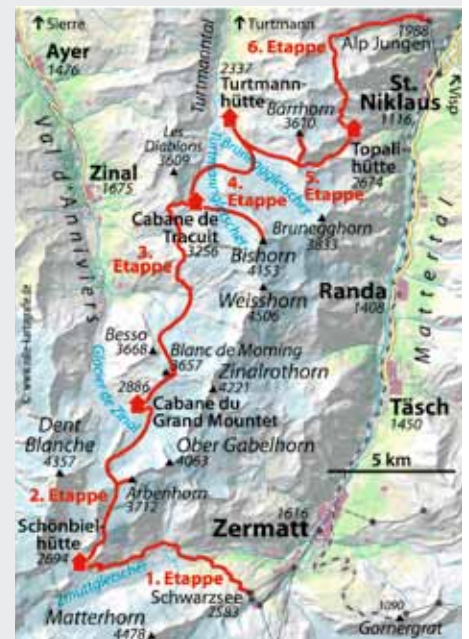 ↑ Sierre
Ayer
1476
↑ Turtmann
Turtmanntal
2337
Turtmann-
hütte
6. Etappe
1988
Alp Jungen
St.
Niklaus
1116
Visp
Barrhorn
3610
Topali-
hütte
2674
Les
Diablons
3609
Val d'Anniviers
Zinal
1675
Brunegggletscher
Turtmanngletscher
4.
Etappe
5.
Etappe
Cabane de
Tracuit
3256
Brunegghorn
3833
Bishorn
4153
3.
Etappe
Weisshorn
4506
Randa
1408
Mattertal
Besso
3668
Blanc de Moming
3657
Zinalrothorn
4221
2886
Cabane du
Grand Mountet
Glacier de Zinal
Täsch
1450
Dent
Blanche
4357
Ober Gabelhorn
4063
5 km
2. Etappe
Arbenhorn
3712
Schönbiel-
hütte
2694
1616
Zermatt
Zmuttgletscher
1. Etappe
Schwarzsee
2583
Matterhorn
4478
3090
Gornergrat